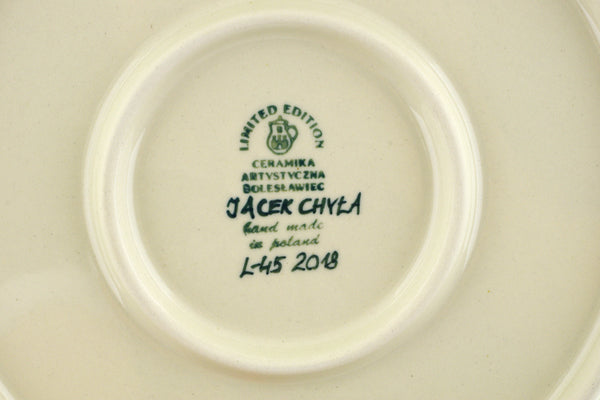 LIMITED EDITION
CERAMIKA
ARTYSTYCZNA
BOLESŁAWIEC
JACEK CHYŁA
hand made
in poland
L-45 2018